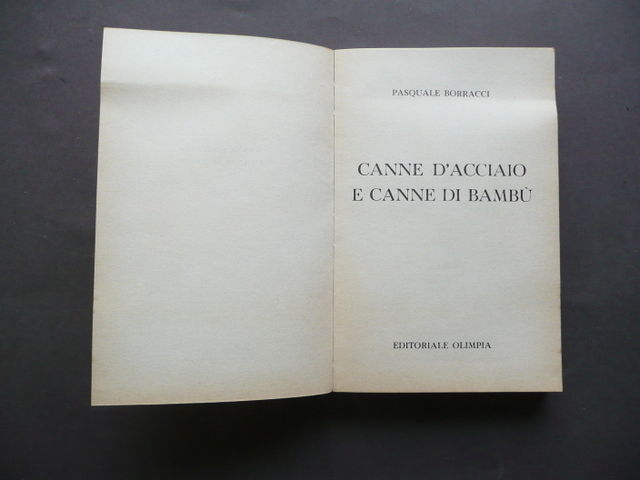 PASQUALE BORRACCI
CANNE D'ACCIAIO
E CANNE DI BAMBÙ
EDITORIALE OLIMPIA